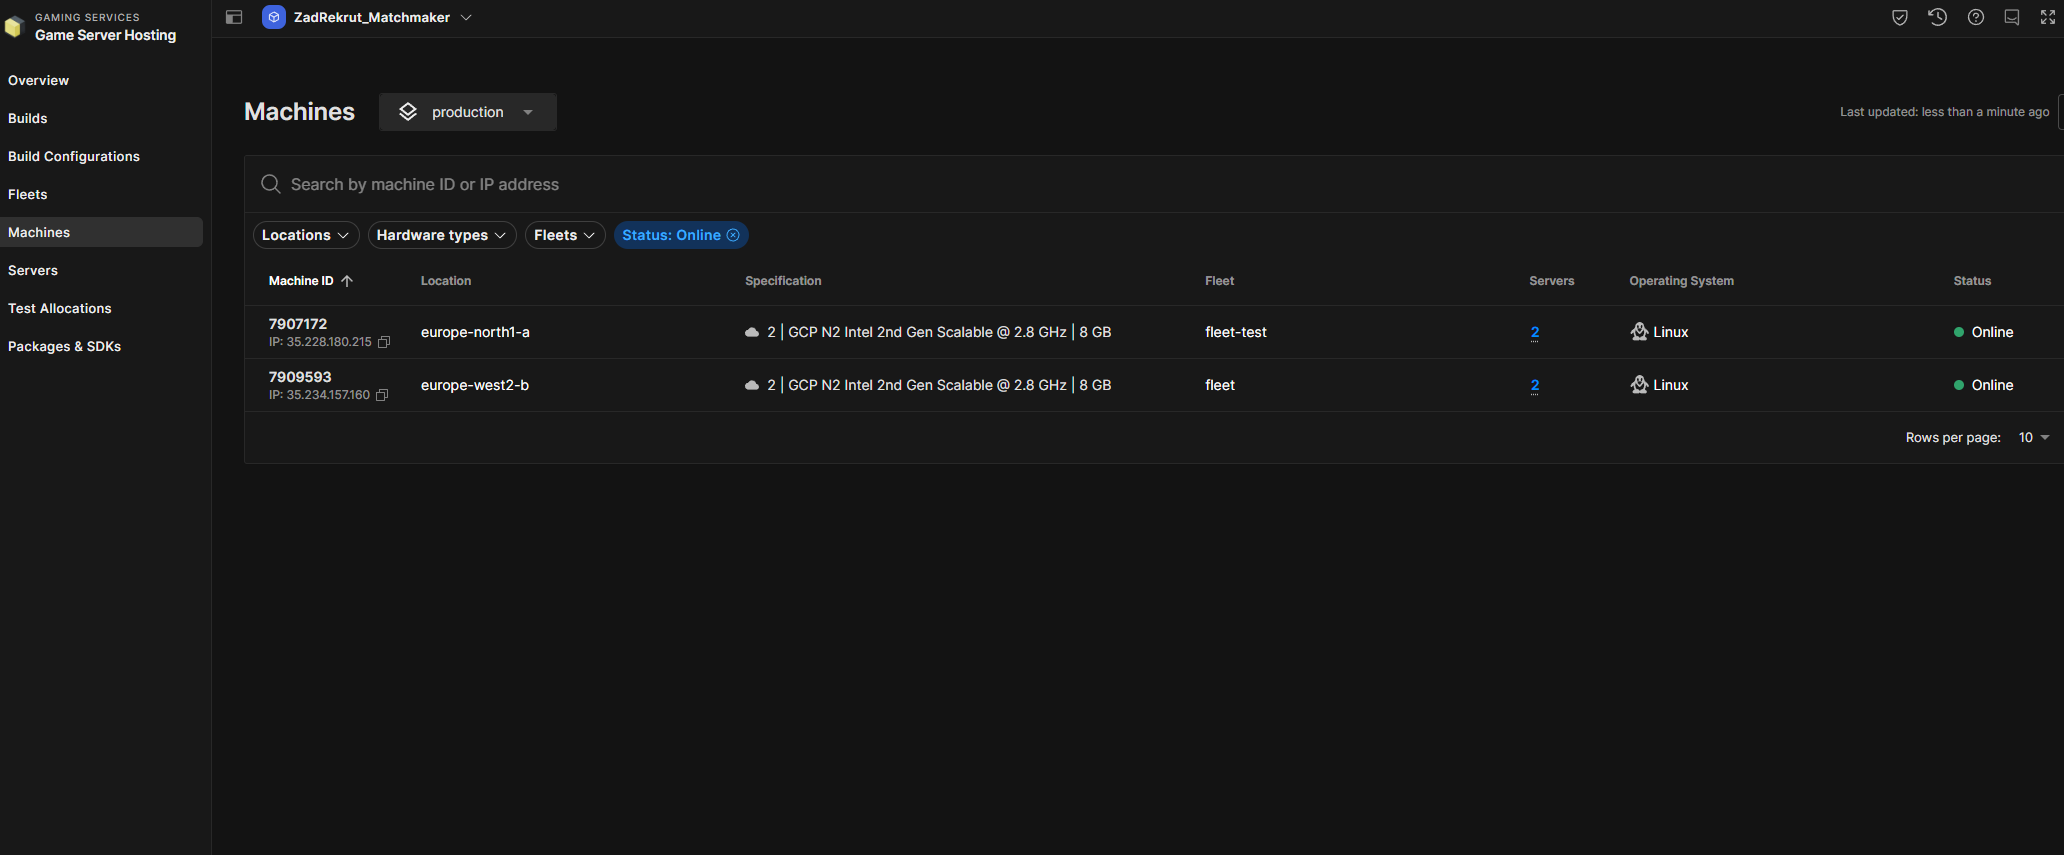 GAMING SERVICES
Game Server Hosting
Overview
Builds
Build Configurations
Fleets
Machines
Servers
Test Allocations
Packages & SDKs
ZadRekrut_Matchmaker
Machines
production
Last updated: less than a minute ago
Search by machine ID or IP address
Locations Hardware types Fleets Status: Online
Machine ID Location Specification Fleet Servers Operating System Status
7907172
IP: 35.228.180.215
europe-north1-a 2 | GCP N2 Intel 2nd Gen Scalable @ 2.8 GHz | 8 GB fleet-test 2 Linux Online
7909593
IP: 35.234.157.160
europe-west2-b 2 | GCP N2 Intel 2nd Gen Scalable @ 2.8 GHz | 8 GB fleet 2 Linux Online
Rows per page: 10